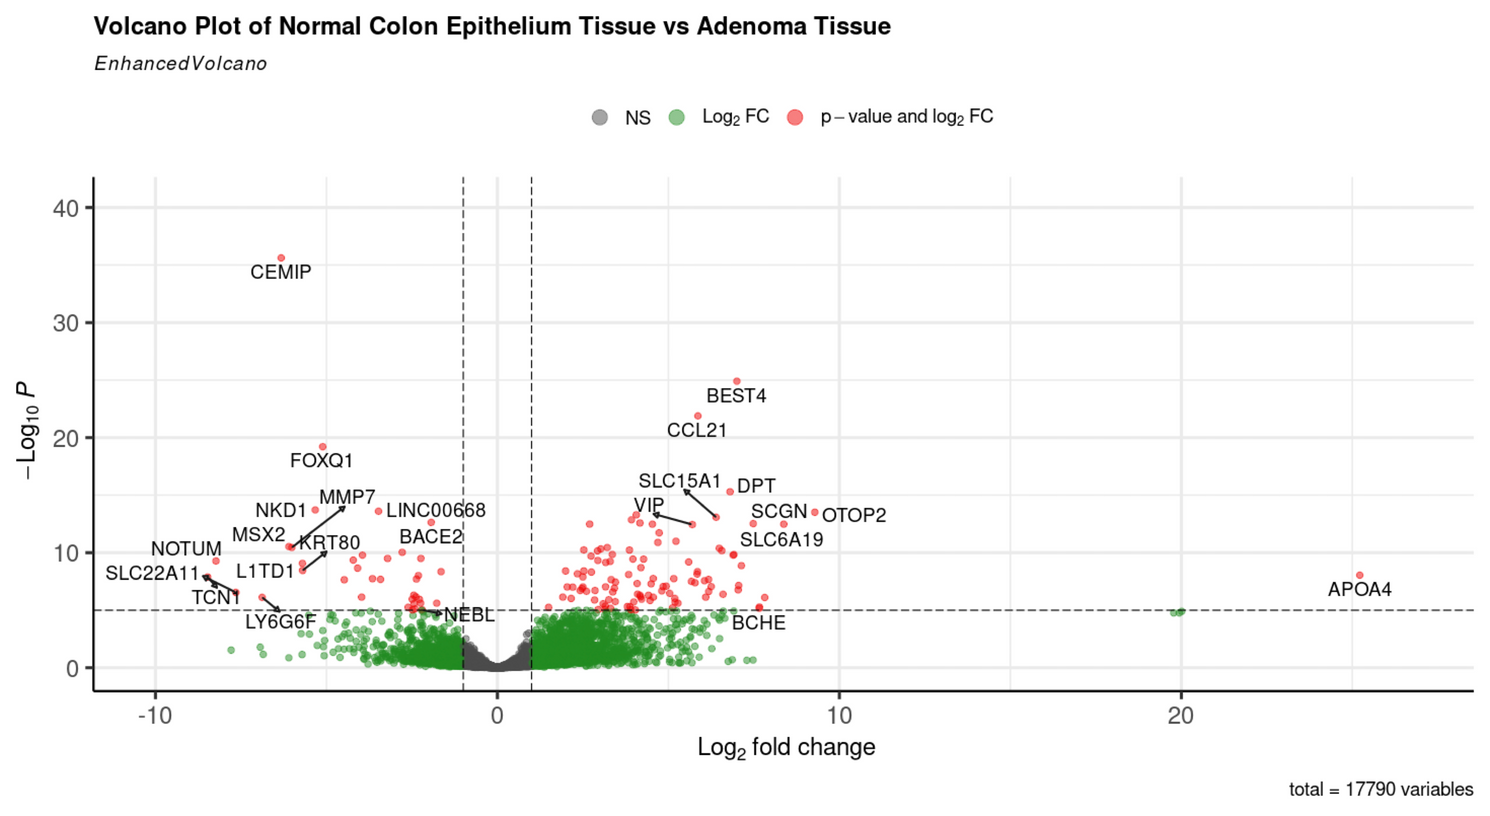 Volcano Plot of Normal Colon Epithelium Tissue vs Adenoma Tissue
EnhancedVolcano
NS Log₂ FC p−value and log₂ FC
−Log₁₀ P
40
30
20
10
0
CEMIP
BEST4
CCL21
FOXQ1
SLC15A1
DPT
MMP7
VIP
NKD1
LINC00668
SCGN
OTOP2
MSX2
BACE2
KRT80
SLC6A19
NOTUM
SLC22A11
L1TD1
APOA4
TCN1
NEBL
LY6G6F
BCHE
-10 0 10 20
Log₂ fold change
total = 17790 variables